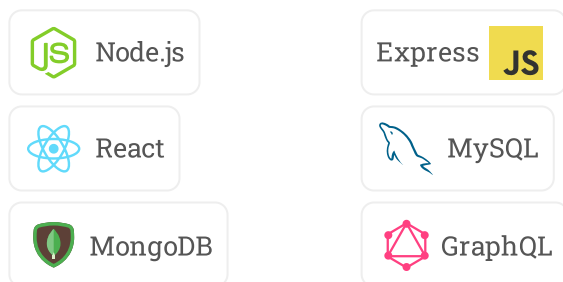 Node.js
Express JS
React
MySQL
MongoDB
GraphQL